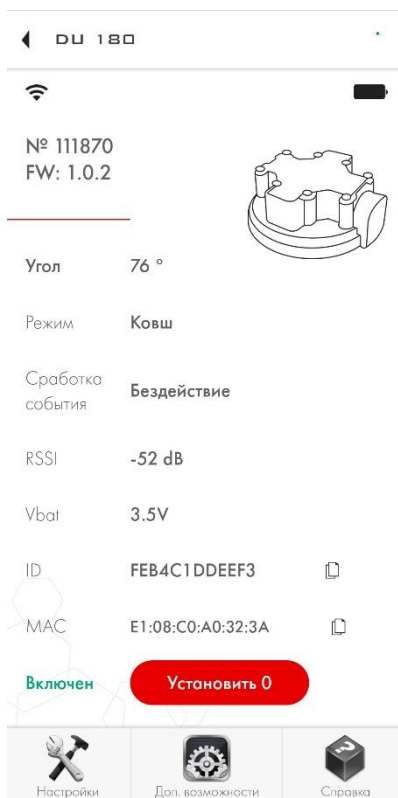 DU 180
№ 111870
FW: 1.0.2
Угол 76 °
Режим Ковш
Сработка события Бездействие
RSSI -52 dB
Vbat 3.5V
ID FEB4C1DDEEF3
MAC E1:08:C0:A0:32:3A
Включен Установить 0
Настройки Доп. возможности Справка